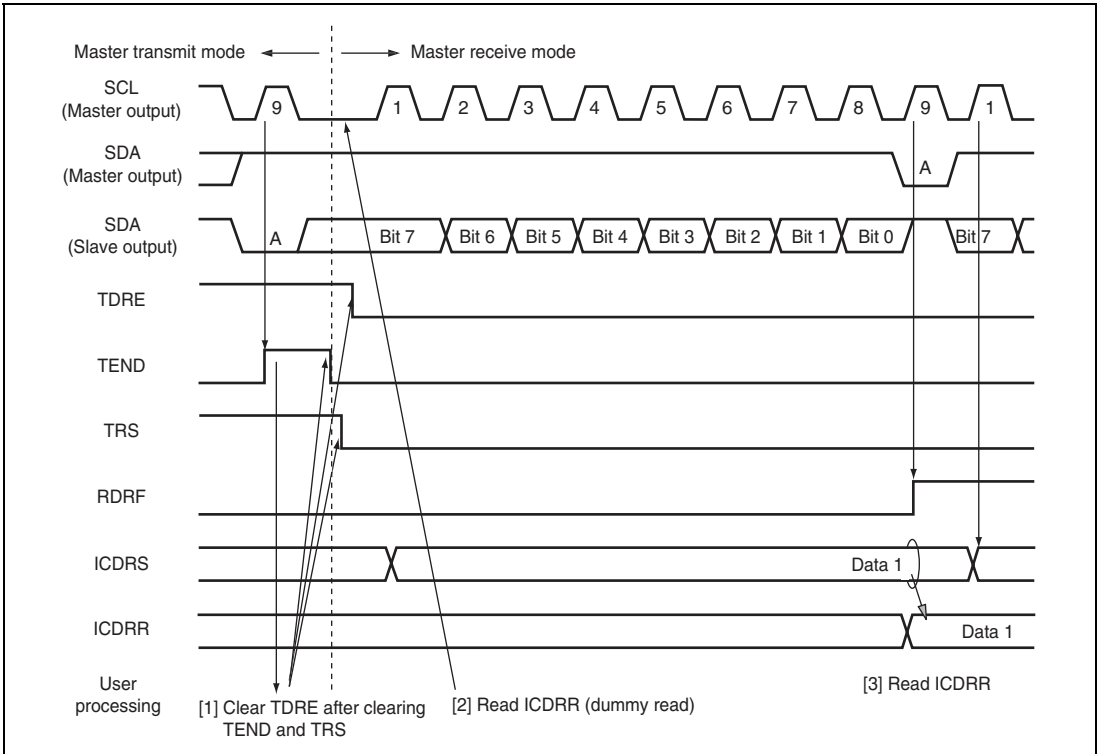 Master transmit mode
Master receive mode
SCL
(Master output)
9
1
2
3
4
5
6
7
8
9
1
SDA
(Master output)
A
SDA
(Slave output)
A
Bit 7
Bit 6
Bit 5
Bit 4
Bit 3
Bit 2
Bit 1
Bit 0
Bit 7
TDRE
TEND
TRS
RDRF
ICDRS
Data 1
ICDRR
Data 1
User
processing
[1] Clear TDRE after clearing
TEND and TRS
[2] Read ICDRR (dummy read)
[3] Read ICDRR